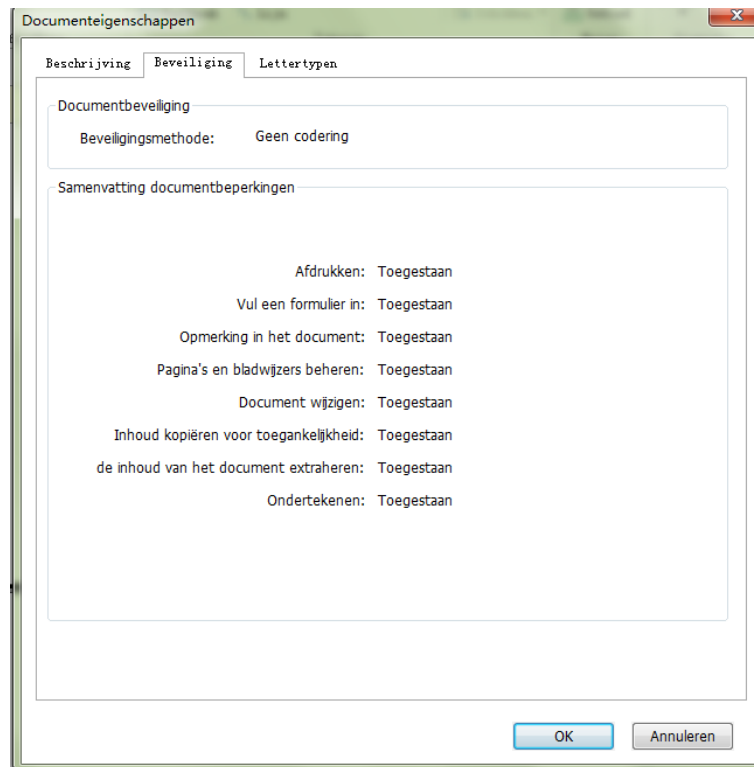 Documenteigenschappen
Beschrijving Beveiliging Lettertypen
Documentbeveiliging
Beveiligingsmethode: Geen codering
Samenvatting documentbeperkingen
Afdrukken: Toegestaan
Vul een formulier in: Toegestaan
Opmerking in het document: Toegestaan
Pagina's en bladwijzers beheren: Toegestaan
Document wijzigen: Toegestaan
Inhoud kopiëren voor toegankelijkheid: Toegestaan
de inhoud van het document extraheren: Toegestaan
Ondertekenen: Toegestaan
OK Annuleren